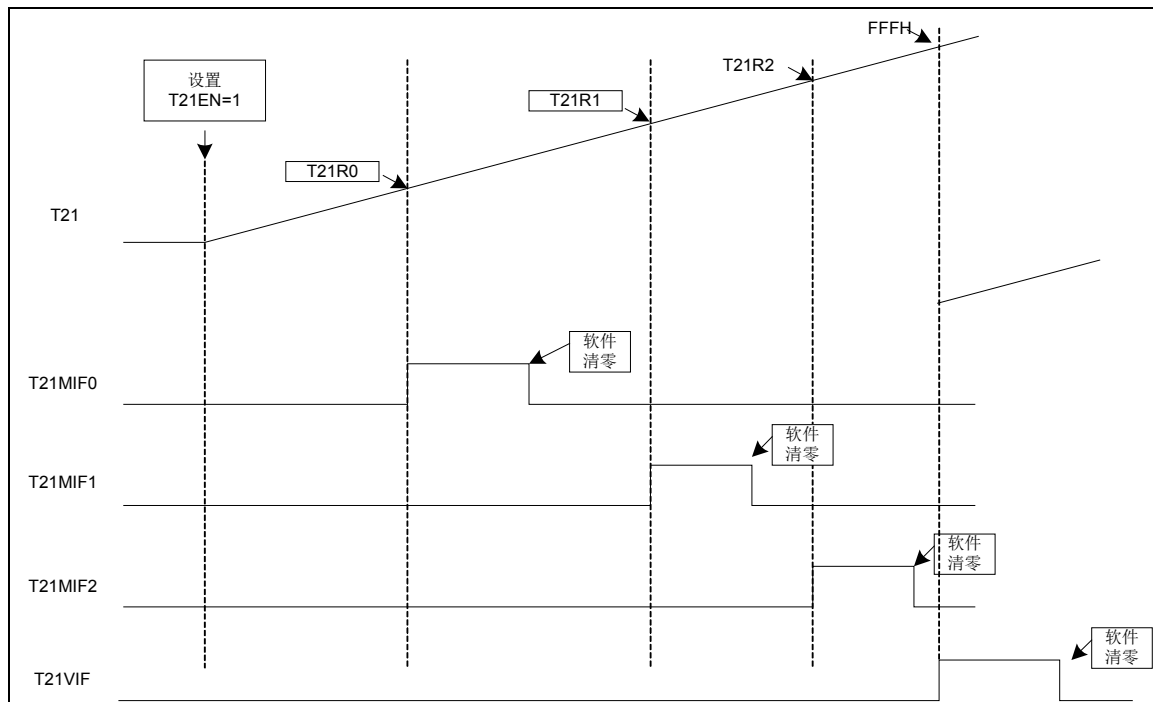 FFFH
T21R2
设置
T21EN=1
T21R1
T21R0
T21
软件
清零
T21MIF0
软件
清零
T21MIF1
软件
清零
T21MIF2
软件
清零
T21VIF